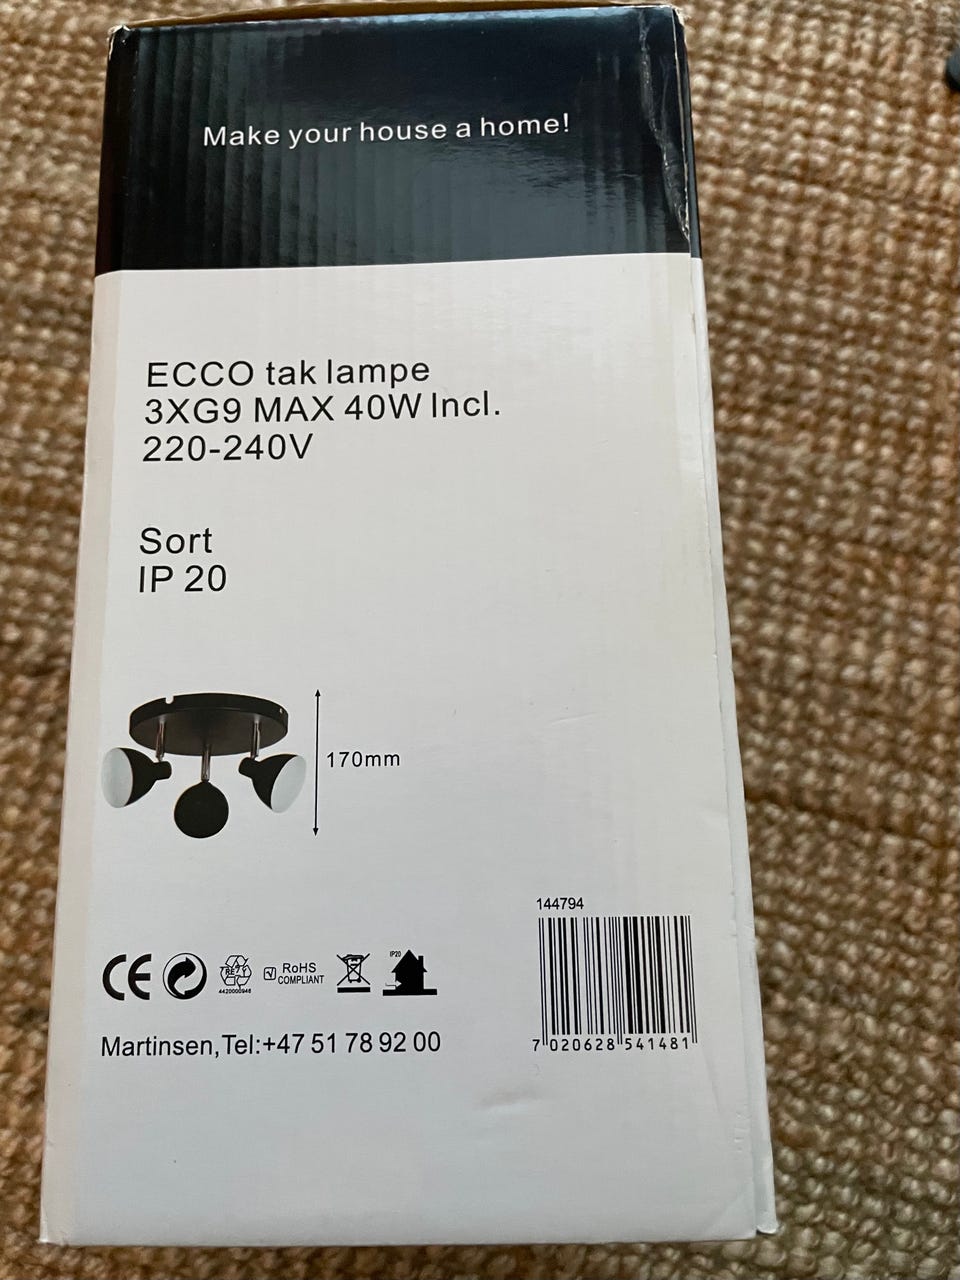 Make your house a home!
ECCO tak lampe
3XG9 MAX 40W Incl.
220-240V
Sort
IP 20
170mm
144794
CE
RoHS
COMPLIANT
IP20
4420000946
Martinsen,Tel:+47 51 78 92 00
7 020628 541481